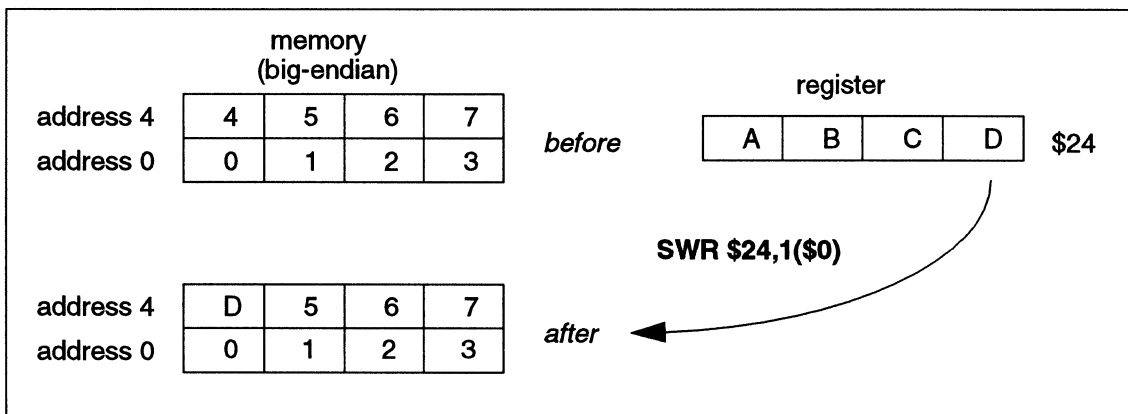 memory
(big-endian)
register
address 4 4 5 6 7
before
A B C D $24
address 0 0 1 2 3
SWR $24,1($0)
address 4 D 5 6 7
after
address 0 0 1 2 3